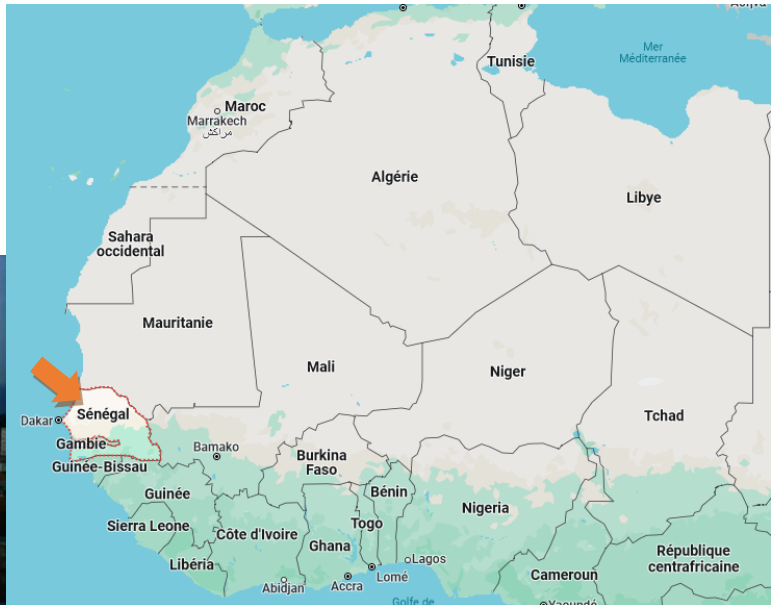 Mer
Méditerranée
Tunisie
Maroc
Marrakech
مراكش
Algérie
Libye
Sahara
occidental
Mauritanie
Mali
Niger
Tchad
Sénégal
Dakar
Gambie
Guinée-Bissau
Bamako
Burkina
Faso
Guinée
Bénin
Nigeria
Sierra Leone
Côte d'Ivoire
Togo
Ghana
Libéria
Lagos
République
centrafricaine
Abidjan
Accra
Lomé
Cameroun
Golfe de